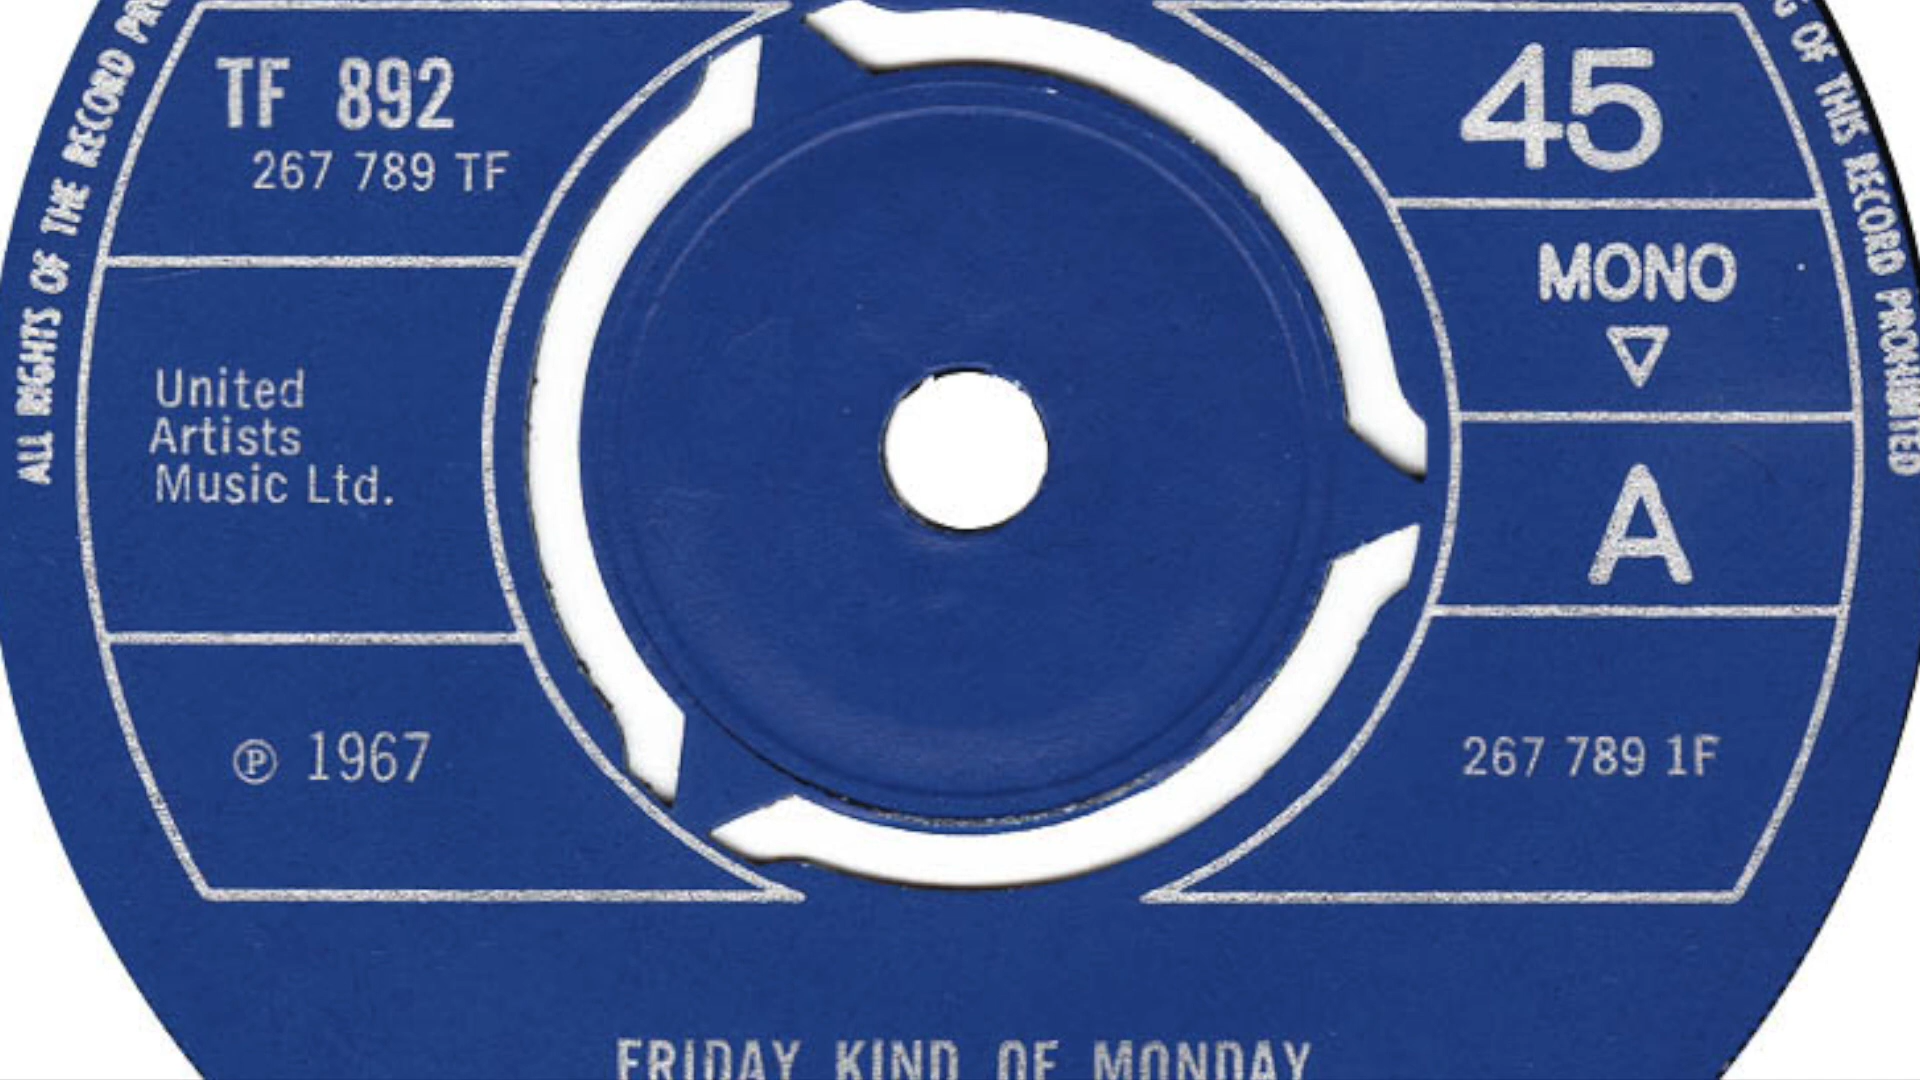 ALL RIGHTS OF THE RECORD
G OF THIS RECORD PROHIBITED
TF 892
267 789 TF
45
MONO
United
Artists
Music Ltd.
A
℗ 1967
267 789 1F
FRIDAY KIND OF MONDAY